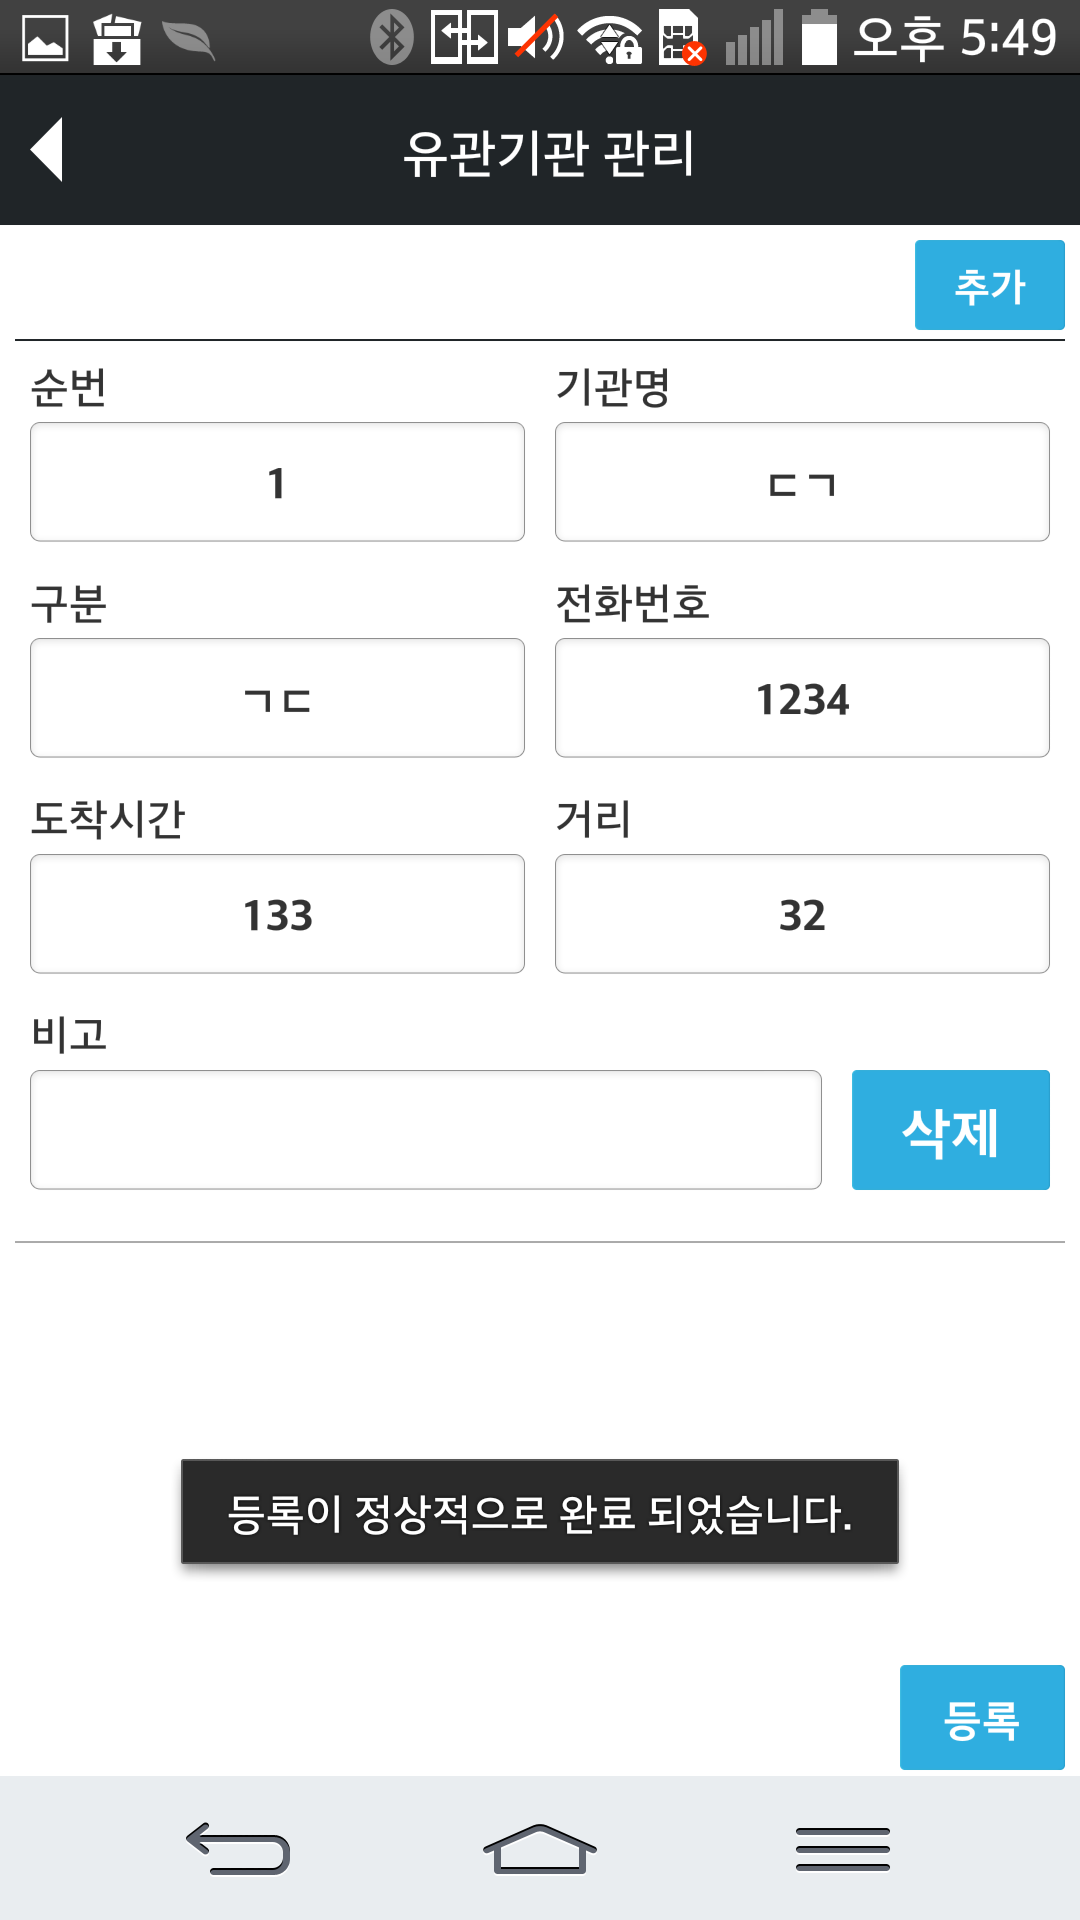 오후 5:49
유관기관 관리
추가
순번 기관명
1 ㄷㄱ
구분 전화번호
ㄱㄷ 1234
도착시간 거리
133 32
비고
삭제
등록이 정상적으로 완료 되었습니다.
등록